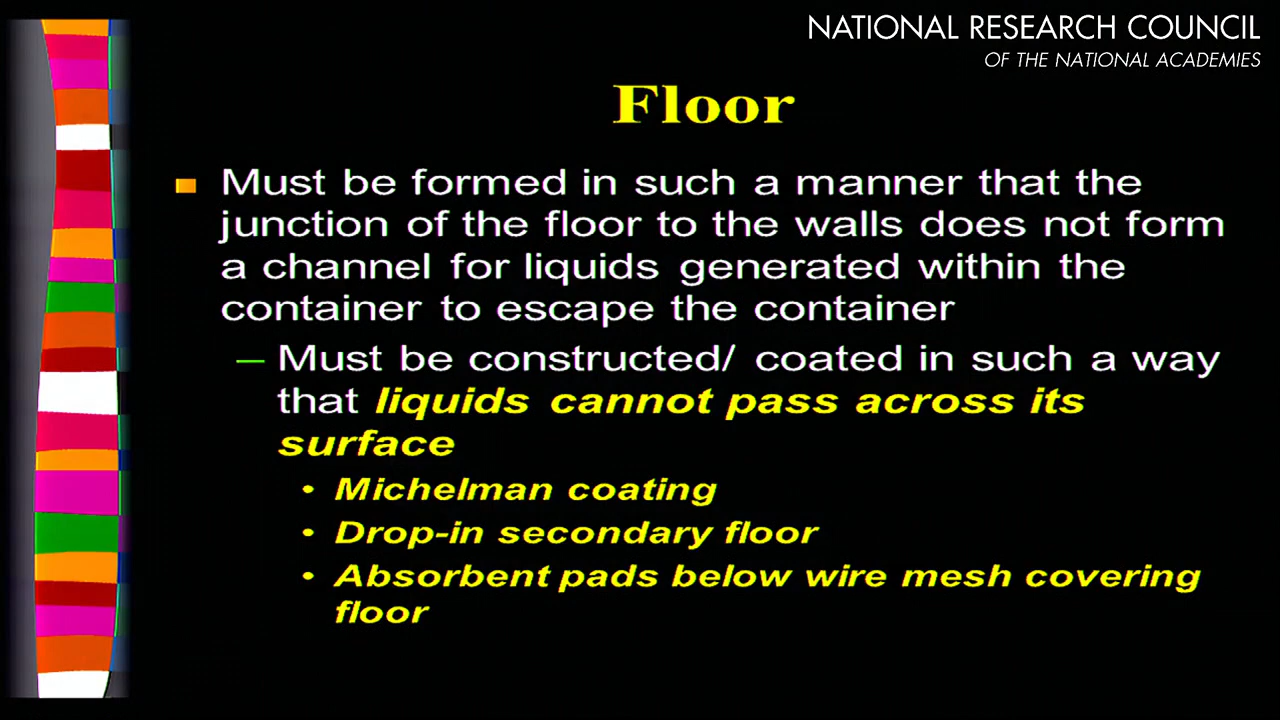 NATIONAL RESEARCH COUNCIL
OF THE NATIONAL ACADEMIES
Floor
Must be formed in such a manner that the
junction of the floor to the walls does not form
a channel for liquids generated within the
container to escape the container
– Must be constructed/ coated in such a way
that liquids cannot pass across its
surface
• Michelman coating
• Drop-in secondary floor
• Absorbent pads below wire mesh covering
floor